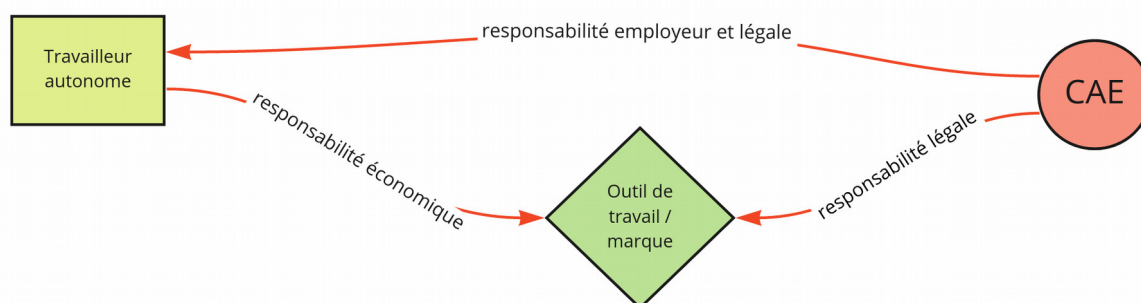 responsabilité employeur et légale
Travailleur
autonome
CAE
responsabilité économique
responsabilité légale
Outil de
travail /
marque